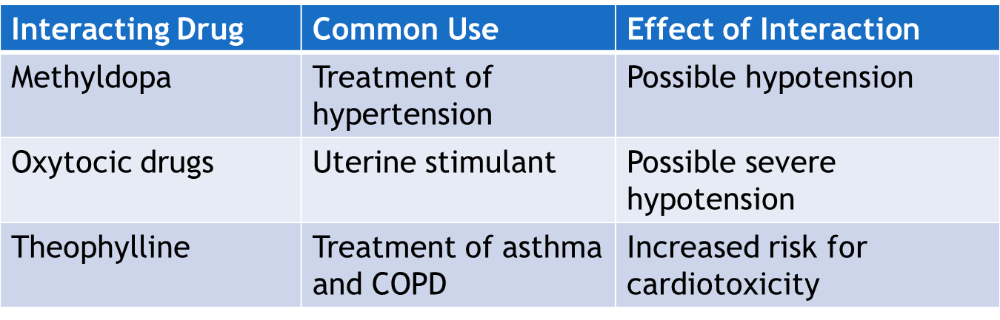 Interacting Drug
Common Use
Effect of Interaction
Methyldopa
Treatment of
hypertension
Possible hypotension
Oxytocic drugs
Uterine stimulant
Possible severe
hypotension
Theophylline
Treatment of asthma
and COPD
Increased risk for
cardiotoxicity